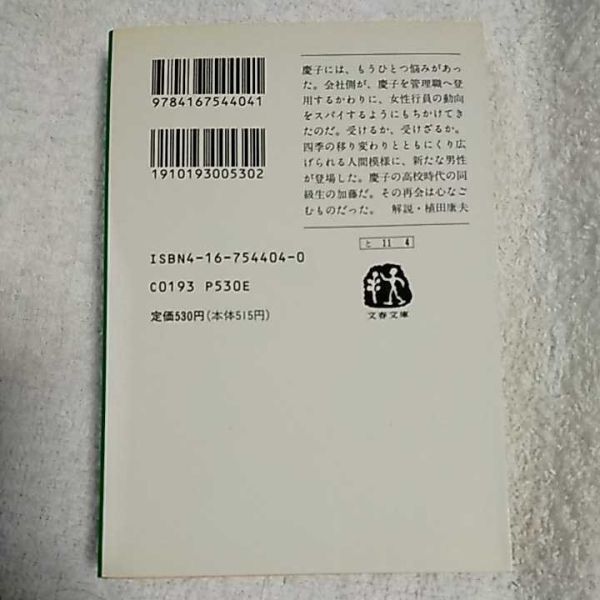 慶子には、もうひとつ悩みがあっ
た。会社側が、慶子を管理職へ登
用するかわりに、女性行員の動向
をスパイするようにもちかけてき
たのだ。受けるか、受けざるか。
四季の移り変わりとともにくり広
げられる人間模様に、新たな男性
が登場した。慶子の高校時代の同
級生の加藤だ。その再会は心なご
むものだった。 解説・植田康夫
9784167544041
1910193005302
ISBN4-16-754404-0
C0193 P530E
定価530円(本体515円)
と 11 4
文春文庫